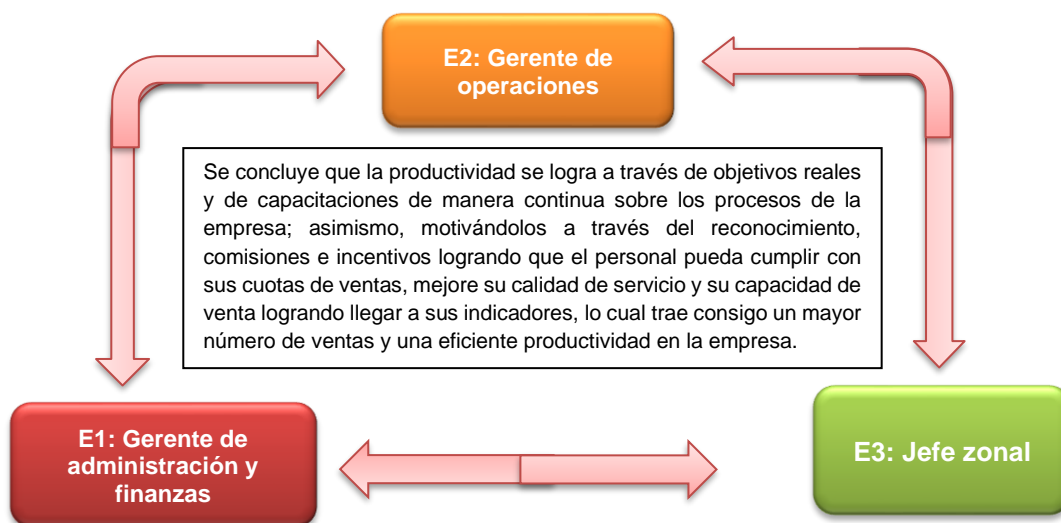 E2: Gerente de
operaciones
Se concluye que la productividad se logra a través de objetivos reales
y de capacitaciones de manera continua sobre los procesos de la
empresa; asimismo, motivándolos a través del reconocimiento,
comisiones e incentivos logrando que el personal pueda cumplir con
sus cuotas de ventas, mejore su calidad de servicio y su capacidad de
venta logrando llegar a sus indicadores, lo cual trae consigo un mayor
número de ventas y una eficiente productividad en la empresa.
E1: Gerente de
administración y
finanzas
E3: Jefe zonal